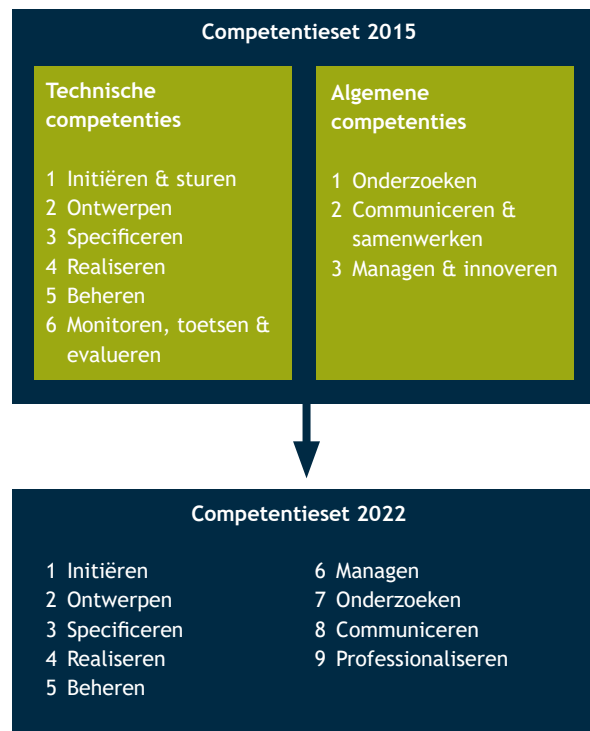 Competentieset 2015
Technische
competenties
1 Initiëren & sturen
2 Ontwerpen
3 Specificeren
4 Realiseren
5 Beheren
6 Monitoren, toetsen &
evalueren
Algemene
competenties
1 Onderzoeken
2 Communiceren &
samenwerken
3 Managen & innoveren
Competentieset 2022
1 Initiëren
2 Ontwerpen
3 Specificeren
4 Realiseren
5 Beheren
6 Managen
7 Onderzoeken
8 Communiceren
9 Professionaliseren